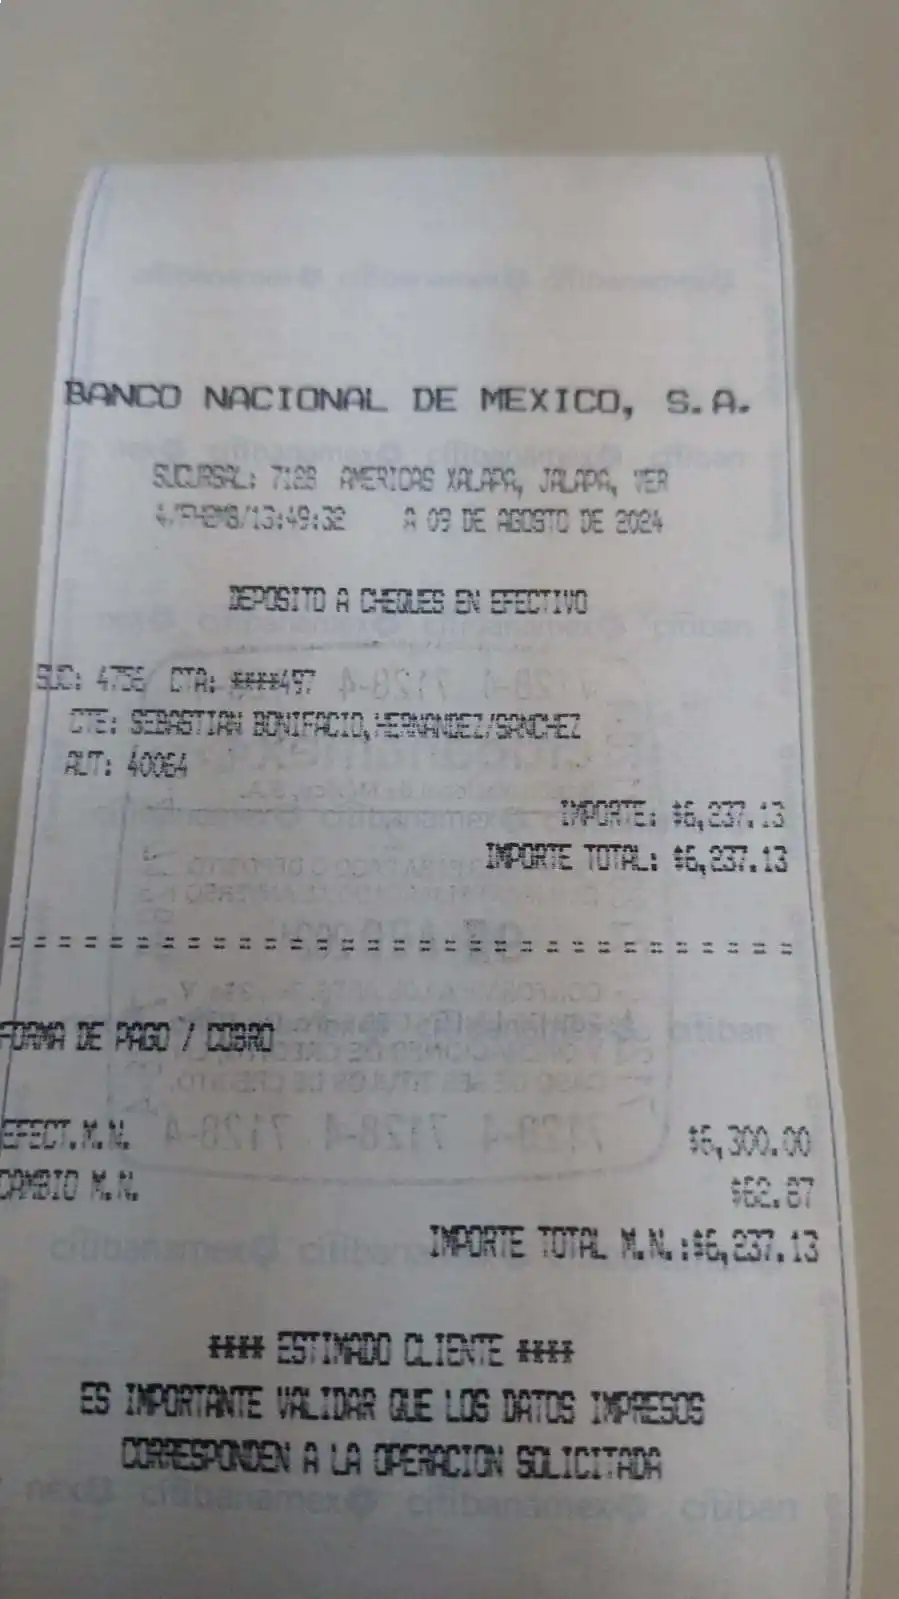 BANCO NACIONAL DE MEXICO, S.A.
SUCURSAL: 7128 AMERICAS XALAPA, JALAPA, VER
13:49:32 A 09 DE AGOSTO DE 2024
DEPOSITO A CHEQUES EN EFECTIVO
SUC: 4756 CTA: ****497
CTE: SEBASTIAN BONIFACIO,HERNANDEZ/SANCHEZ
AUT: 40064
IMPORTE: $6,237.13
IMPORTE TOTAL: $6,237.13
FORMA DE PAGO / COBRO
EFECT.M.N. $6,300.00
CAMBIO M.N. $62.87
IMPORTE TOTAL M.N.:$6,237.13
**** ESTIMADO CLIENTE ****
ES IMPORTANTE VALIDAR QUE LOS DATOS IMPRESOS
CORRESPONDEN A LA OPERACION SOLICITADA